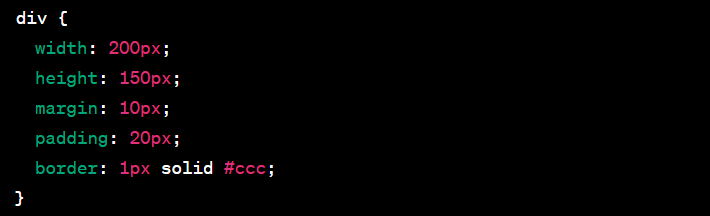 div {
  width: 200px;
  height: 150px;
  margin: 10px;
  padding: 20px;
  border: 1px solid #ccc;
}